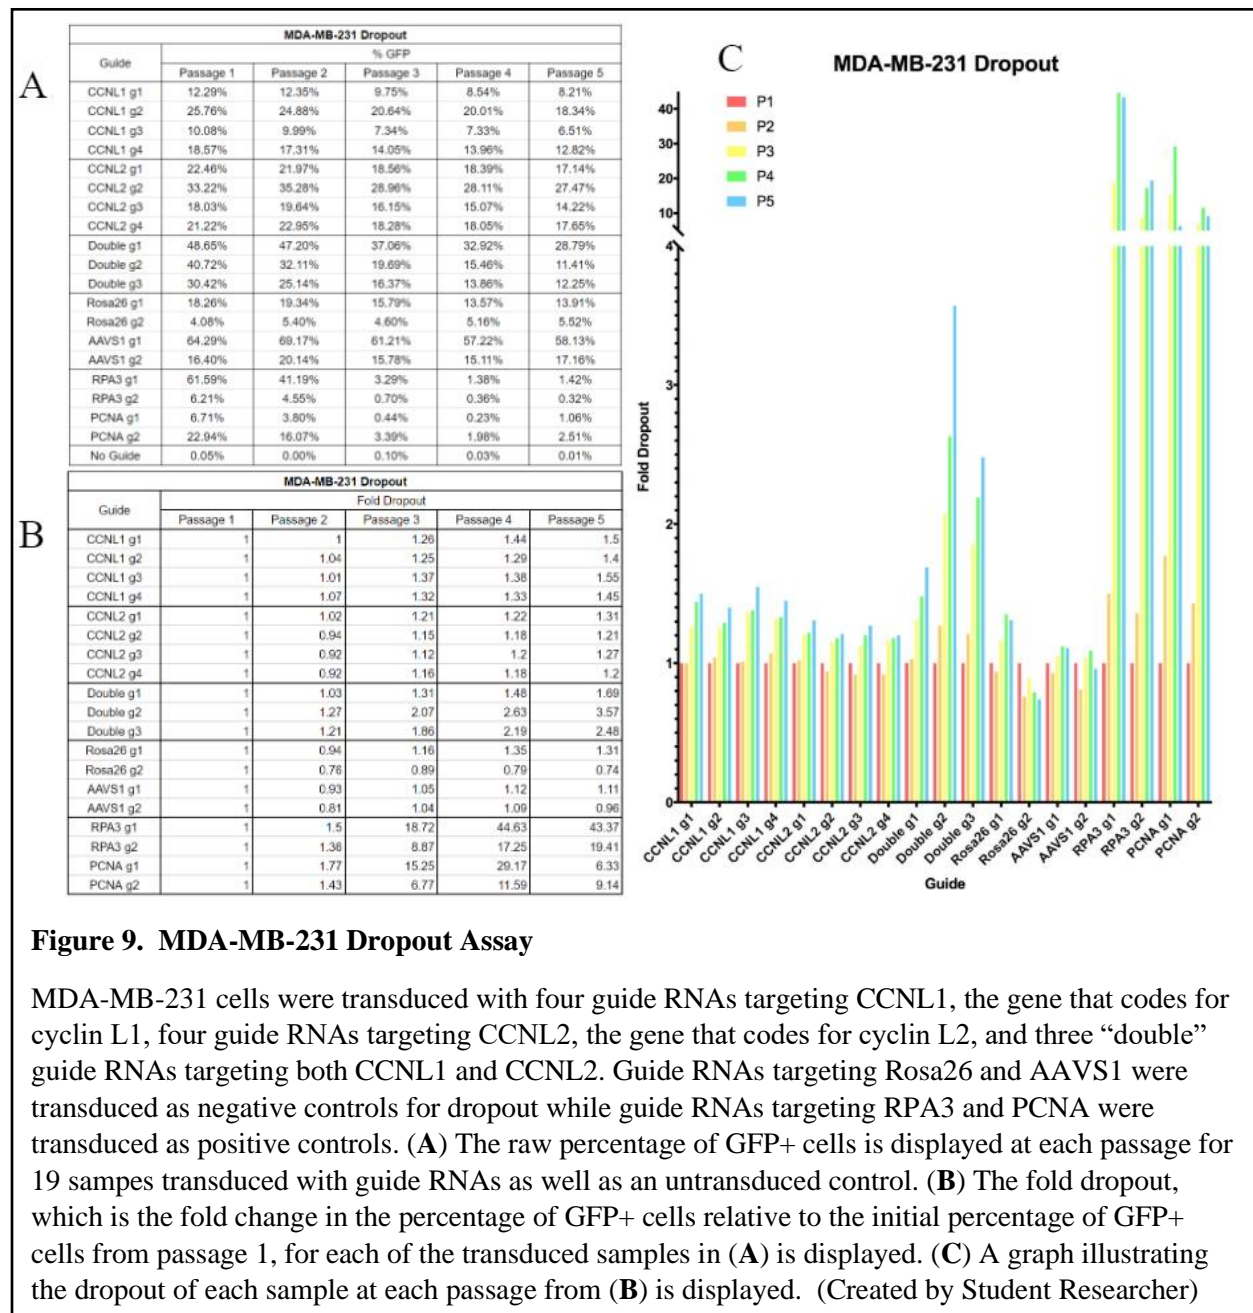 A
MDA-MB-231 Dropout
Guide % GFP
Passage 1 Passage 2 Passage 3 Passage 4 Passage 5
CCNL1 g1 12.29% 12.35% 9.75% 8.54% 8.21%
CCNL1 g2 25.76% 24.88% 20.64% 20.01% 18.34%
CCNL1 g3 10.08% 9.99% 7.34% 7.33% 6.51%
CCNL1 g4 18.57% 17.31% 14.05% 13.96% 12.82%
CCNL2 g1 22.46% 21.97% 18.56% 18.39% 17.14%
CCNL2 g2 33.22% 35.28% 28.96% 28.11% 27.47%
CCNL2 g3 18.03% 19.64% 16.15% 15.07% 14.22%
CCNL2 g4 21.22% 22.95% 18.28% 18.05% 17.65%
Double g1 48.65% 47.20% 37.06% 32.92% 28.79%
Double g2 40.72% 32.11% 19.69% 15.46% 11.41%
Double g3 30.42% 25.14% 16.37% 13.86% 12.25%
Rosa26 g1 18.26% 19.34% 15.79% 13.57% 13.91%
Rosa26 g2 4.08% 5.40% 4.60% 5.16% 5.52%
AAVS1 g1 64.29% 69.17% 61.21% 57.22% 58.13%
AAVS1 g2 16.40% 20.14% 15.78% 15.11% 17.16%
RPA3 g1 61.59% 41.19% 3.29% 1.38% 1.42%
RPA3 g2 6.21% 4.55% 0.70% 0.36% 0.32%
PCNA g1 6.71% 3.80% 0.44% 0.23% 1.06%
PCNA g2 22.94% 16.07% 3.39% 1.98% 2.51%
No Guide 0.05% 0.00% 0.10% 0.03% 0.01%
B
MDA-MB-231 Dropout
Guide Fold Dropout
Passage 1 Passage 2 Passage 3 Passage 4 Passage 5
CCNL1 g1 1 1 1.26 1.44 1.5
CCNL1 g2 1 1.04 1.25 1.29 1.4
CCNL1 g3 1 1.01 1.37 1.38 1.55
CCNL1 g4 1 1.07 1.32 1.33 1.45
CCNL2 g1 1 1.02 1.21 1.22 1.31
CCNL2 g2 1 0.94 1.15 1.18 1.21
CCNL2 g3 1 0.92 1.12 1.2 1.27
CCNL2 g4 1 0.92 1.16 1.18 1.2
Double g1 1 1.03 1.31 1.48 1.69
Double g2 1 1.27 2.07 2.63 3.57
Double g3 1 1.21 1.86 2.19 2.48
Rosa26 g1 1 0.94 1.16 1.35 1.31
Rosa26 g2 1 0.76 0.89 0.79 0.74
AAVS1 g1 1 0.93 1.05 1.12 1.11
AAVS1 g2 1 0.81 1.04 1.09 0.96
RPA3 g1 1 1.5 18.72 44.63 43.37
RPA3 g2 1 1.36 8.87 17.25 19.41
PCNA g1 1 1.77 15.25 29.17 6.33
PCNA g2 1 1.43 6.77 11.59 9.14
C
MDA-MB-231 Dropout
P1
P2
P3
P4
P5
40
30
20
10
4
3
2
1
0
Fold Dropout
CCNL1 g1
CCNL1 g2
CCNL1 g3
CCNL1 g4
CCNL2 g1
CCNL2 g2
CCNL2 g3
CCNL2 g4
Double g1
Double g2
Double g3
Rosa26 g1
Rosa26 g2
AAVS1 g1
AAVS1 g2
RPA3 g1
RPA3 g2
PCNA g1
PCNA g2
Guide
Figure 9. MDA-MB-231 Dropout Assay
MDA-MB-231 cells were transduced with four guide RNAs targeting CCNL1, the gene that codes for
cyclin L1, four guide RNAs targeting CCNL2, the gene that codes for cyclin L2, and three “double”
guide RNAs targeting both CCNL1 and CCNL2. Guide RNAs targeting Rosa26 and AAVS1 were
transduced as negative controls for dropout while guide RNAs targeting RPA3 and PCNA were
transduced as positive controls. (A) The raw percentage of GFP+ cells is displayed at each passage for
19 sampes transduced with guide RNAs as well as an untransduced control. (B) The fold dropout,
which is the fold change in the percentage of GFP+ cells relative to the initial percentage of GFP+
cells from passage 1, for each of the transduced samples in (A) is displayed. (C) A graph illustrating
the dropout of each sample at each passage from (B) is displayed. (Created by Student Researcher)